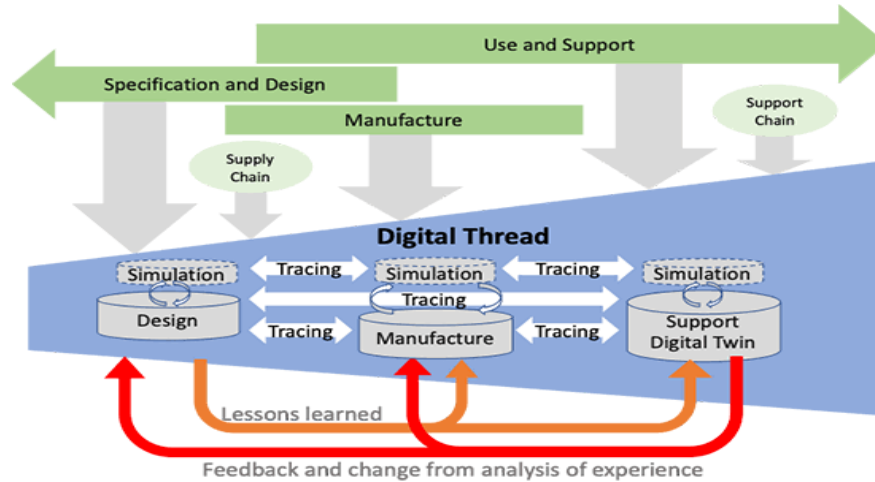 Use and Support
Specification and Design
Manufacture
Support
Chain
Supply
Chain
Digital Thread
Simulation
Tracing
Simulation
Tracing
Simulation
Tracing
Design
Tracing
Manufacture
Tracing
Support
Digital Twin
Lessons learned
Feedback and change from analysis of experience